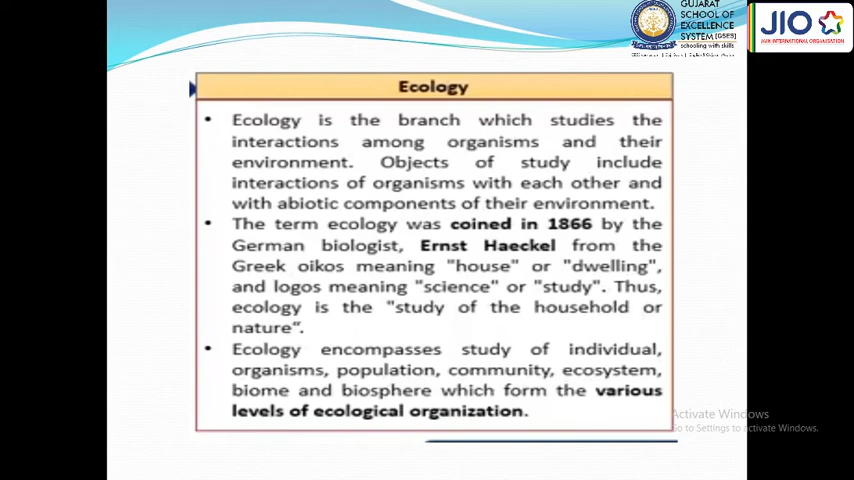 GUJARAT
SCHOOL OF
EXCELLENCE
SYSTEM [GSES]
schooling with skills
JIO
JAIN INTERNATIONAL ORGANISATION
Ecology
• Ecology is the branch which studies the
interactions among organisms and their
environment. Objects of study include
interactions of organisms with each other and
with abiotic components of their environment.
• The term ecology was coined in 1866 by the
German biologist, Ernst Haeckel from the
Greek oikos meaning "house" or "dwelling",
and logos meaning "science" or "study". Thus,
ecology is the "study of the household or
nature".
• Ecology encompasses study of individual,
organisms, population, community, ecosystem,
biome and biosphere which form the various
levels of ecological organization.
Activate Windows
Go to Settings to activate Windows.